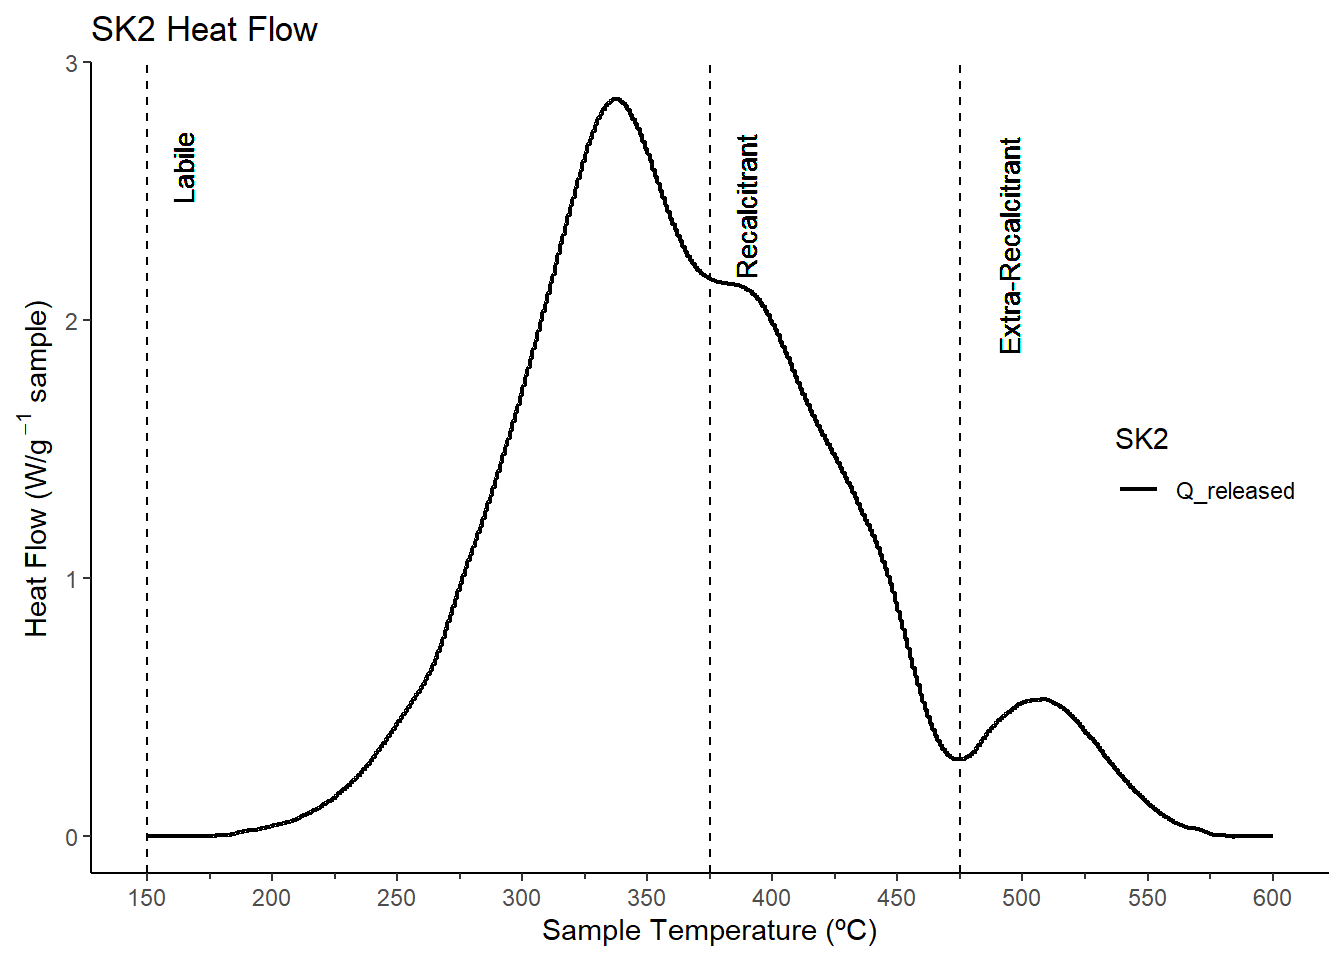 SK2 Heat Flow
3
2
1
0
Heat Flow (W/g⁻¹ sample)
Labile
Recalcitrant
Extra-Recalcitrant
SK2
Q_released
150 200 250 300 350 400 450 500 550 600
Sample Temperature (ºC)